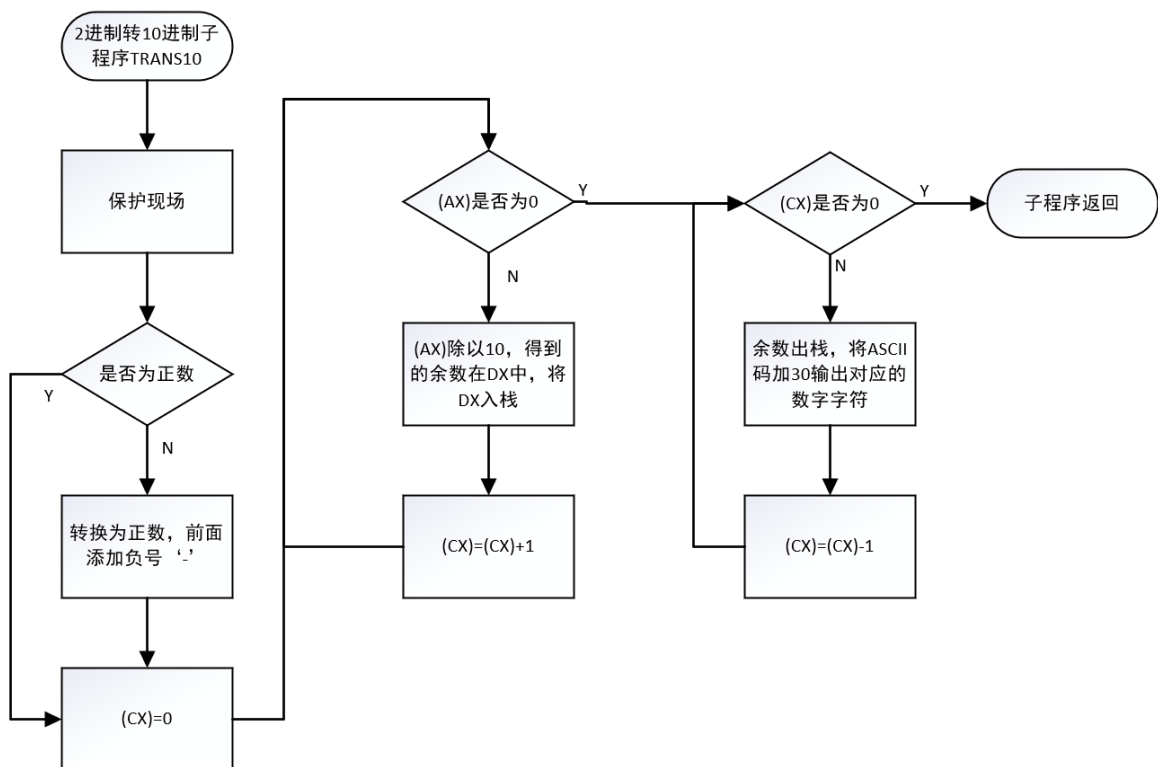 2进制转10进制子
程序TRANS10
保护现场
是否为正数
Y
N
转换为正数，前面
添加负号‘-’
(CX)=0
(AX)是否为0
Y
N
(AX)除以10，得到
的余数在DX中，将
DX入栈
(CX)=(CX)+1
(CX)是否为0
Y
N
余数出栈，将ASCII
码加30输出对应的
数字字符
(CX)=(CX)-1
子程序返回